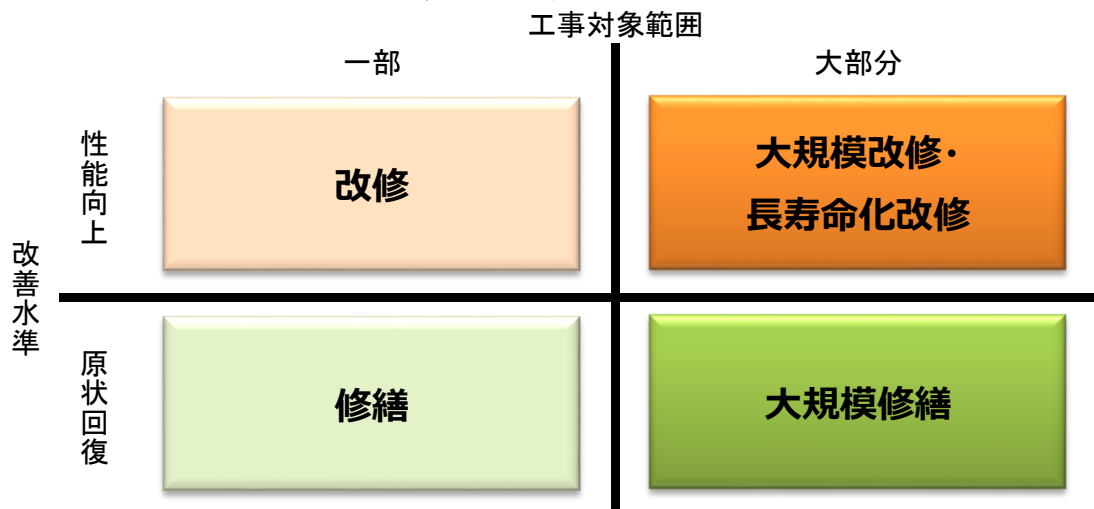 工事対象範囲
一部
大部分
改善水準
性能向上
改修
大規模改修・
長寿命化改修
原状回復
修繕
大規模修繕